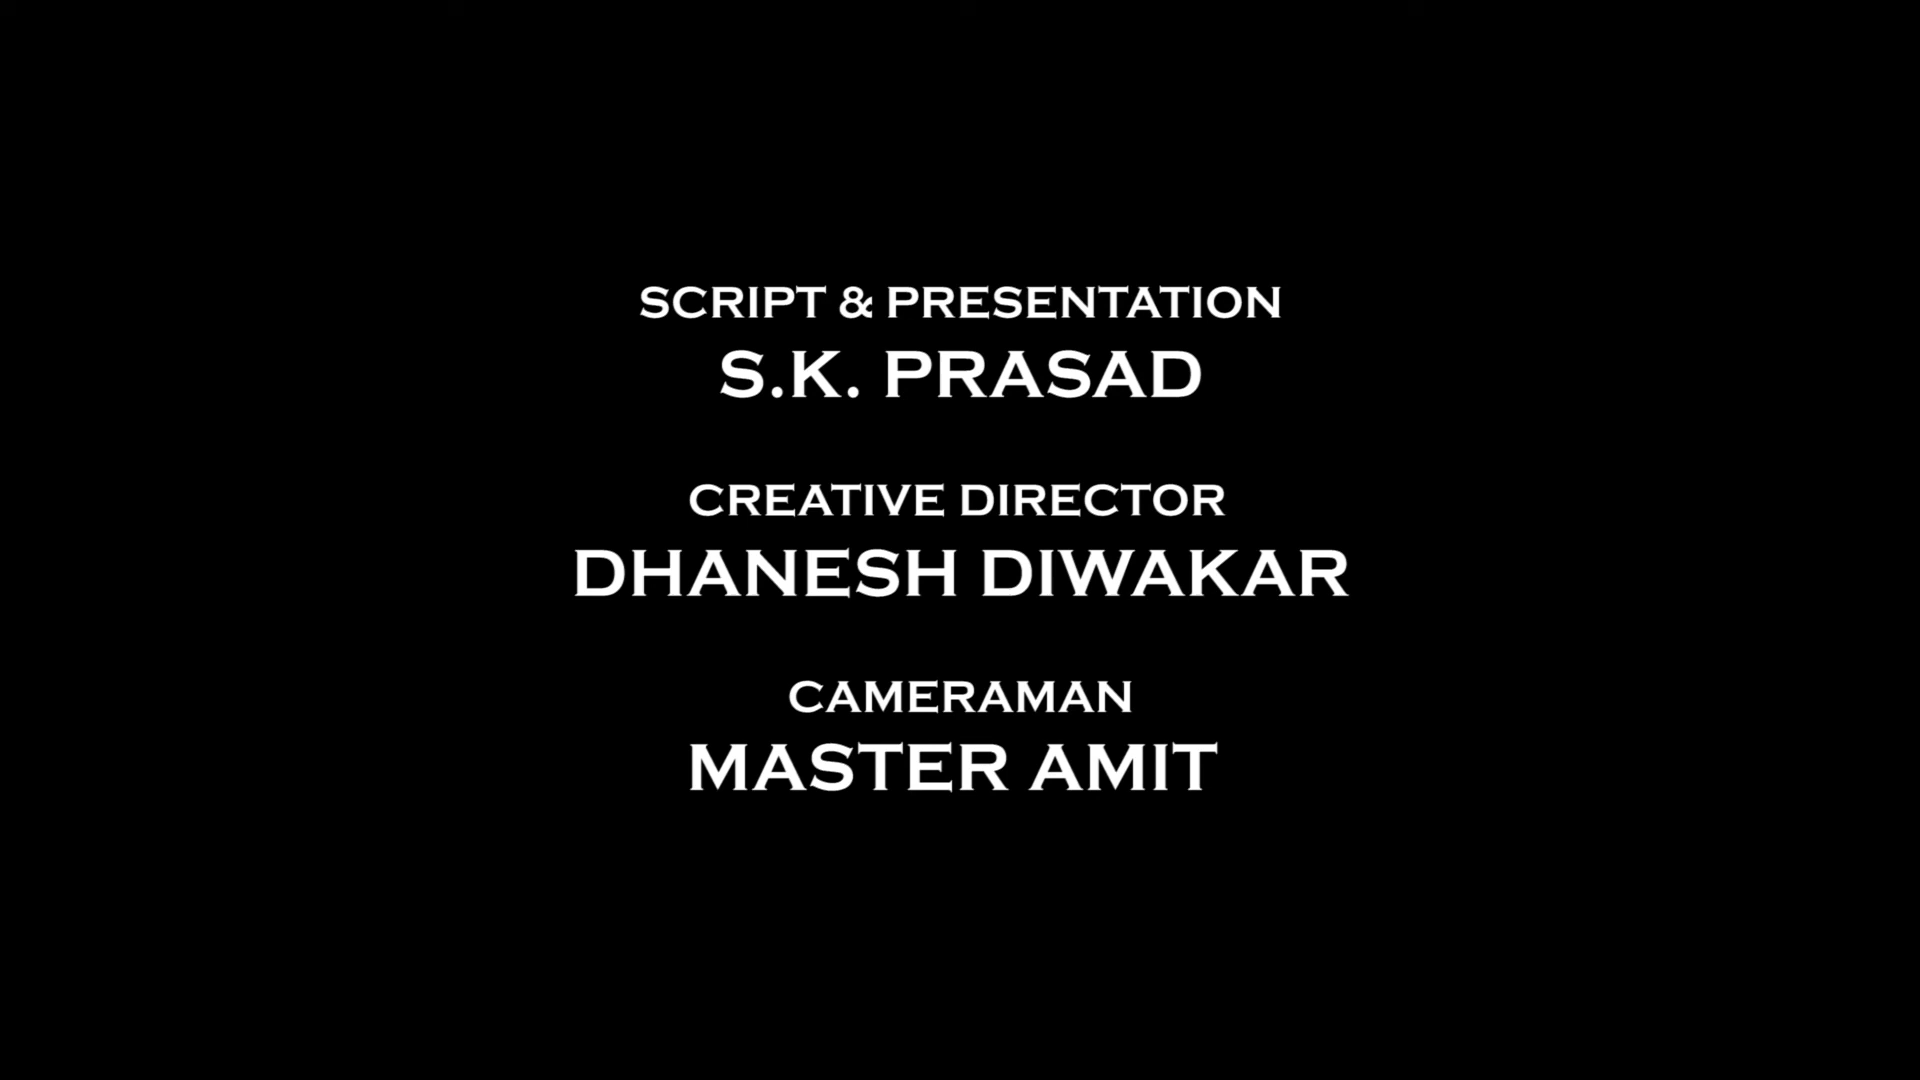 SCRIPT & PRESENTATION
S.K. PRASAD
CREATIVE DIRECTOR
DHANESH DIWAKAR
CAMERAMAN
MASTER AMIT